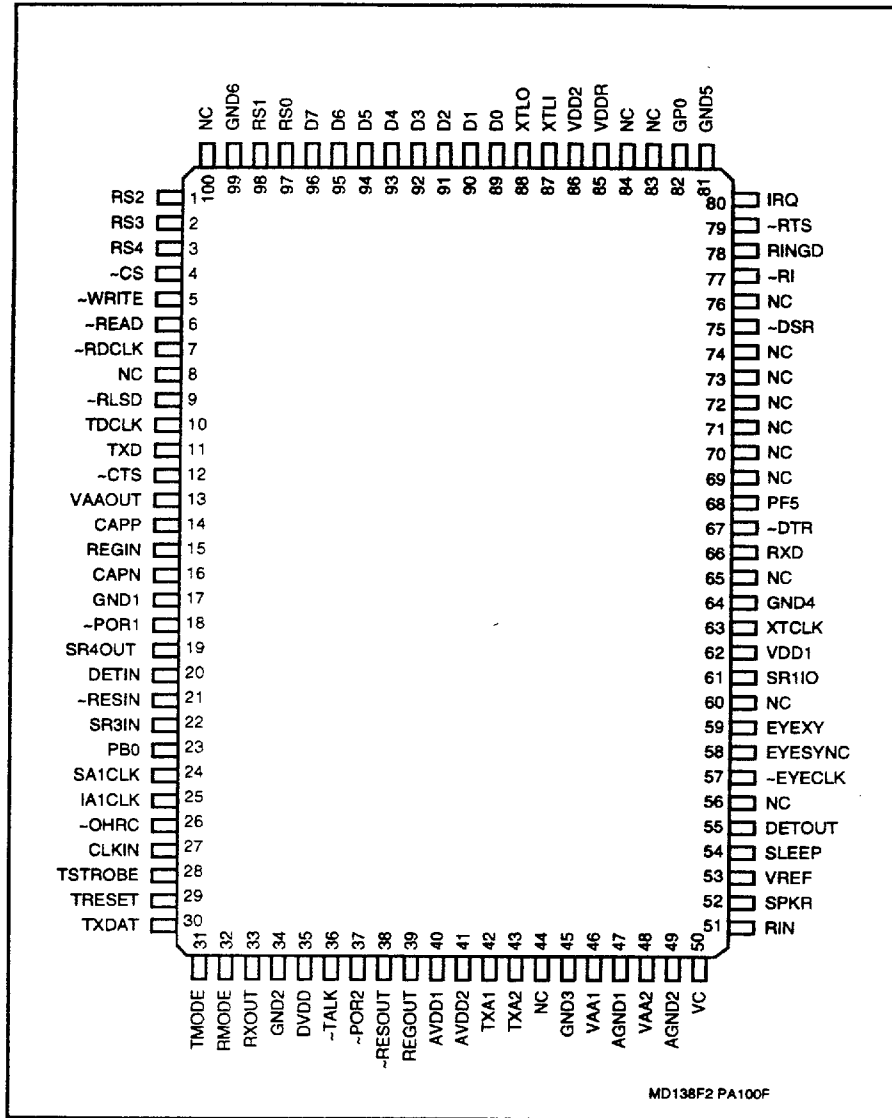 NC GND6 RS1 RS0 D7 D6 D5 D4 D3 D2 D1 D0 XTLO XTLI VDD2 VDDR NC NC GP0 GND5
100 99 98 97 96 95 94 93 92 91 90 89 88 87 86 85 84 83 82 81
RS2 1
RS3 2
RS4 3
~CS 4
~WRITE 5
~READ 6
~RDCLK 7
NC 8
~RLSD 9
TDCLK 10
TXD 11
~CTS 12
VAAOUT 13
CAPP 14
REGIN 15
CAPN 16
GND1 17
~POR1 18
SR4OUT 19
DETIN 20
~RESIN 21
SR3IN 22
PB0 23
SA1CLK 24
IA1CLK 25
~OHRC 26
CLKIN 27
TSTROBE 28
TRESET 29
TXDAT 30
80 IRQ
79 ~RTS
78 RINGD
77 ~RI
76 NC
75 ~DSR
74 NC
73 NC
72 NC
71 NC
70 NC
69 NC
68 PF5
67 ~DTR
66 RXD
65 NC
64 GND4
63 XTCLK
62 VDD1
61 SR1IO
60 NC
59 EYEXY
58 EYESYNC
57 ~EYECLK
56 NC
55 DETOUT
54 SLEEP
53 VREF
52 SPKR
51 RIN
31 32 33 34 35 36 37 38 39 40 41 42 43 44 45 46 47 48 49 50
TMODE RMODE RXOUT GND2 DVDD ~TALK ~POR2 ~RESOUT REGOUT AVDD1 AVDD2 TXA1 TXA2 NC GND3 VAA1 AGND1 VAA2 AGND2 VC
MD138F2 PA100F